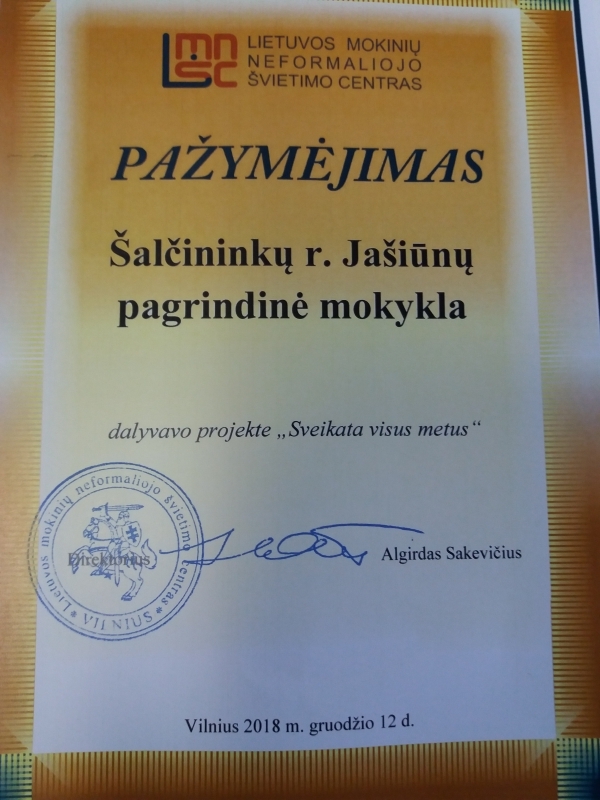 LMNŠC
LIETUVOS MOKINIŲ
NEFORMALIOJO
ŠVIETIMO CENTRAS
PAŽYMĖJIMAS
Šalčininkų r. Jašiūnų
pagrindinė mokykla
dalyvavo projekte „Sveikata visus metus“
Lietuvos mokinių neformaliojo švietimo centras
VILNIUS
Direktorius
Algirdas Sakevičius
Vilnius 2018 m. gruodžio 12 d.